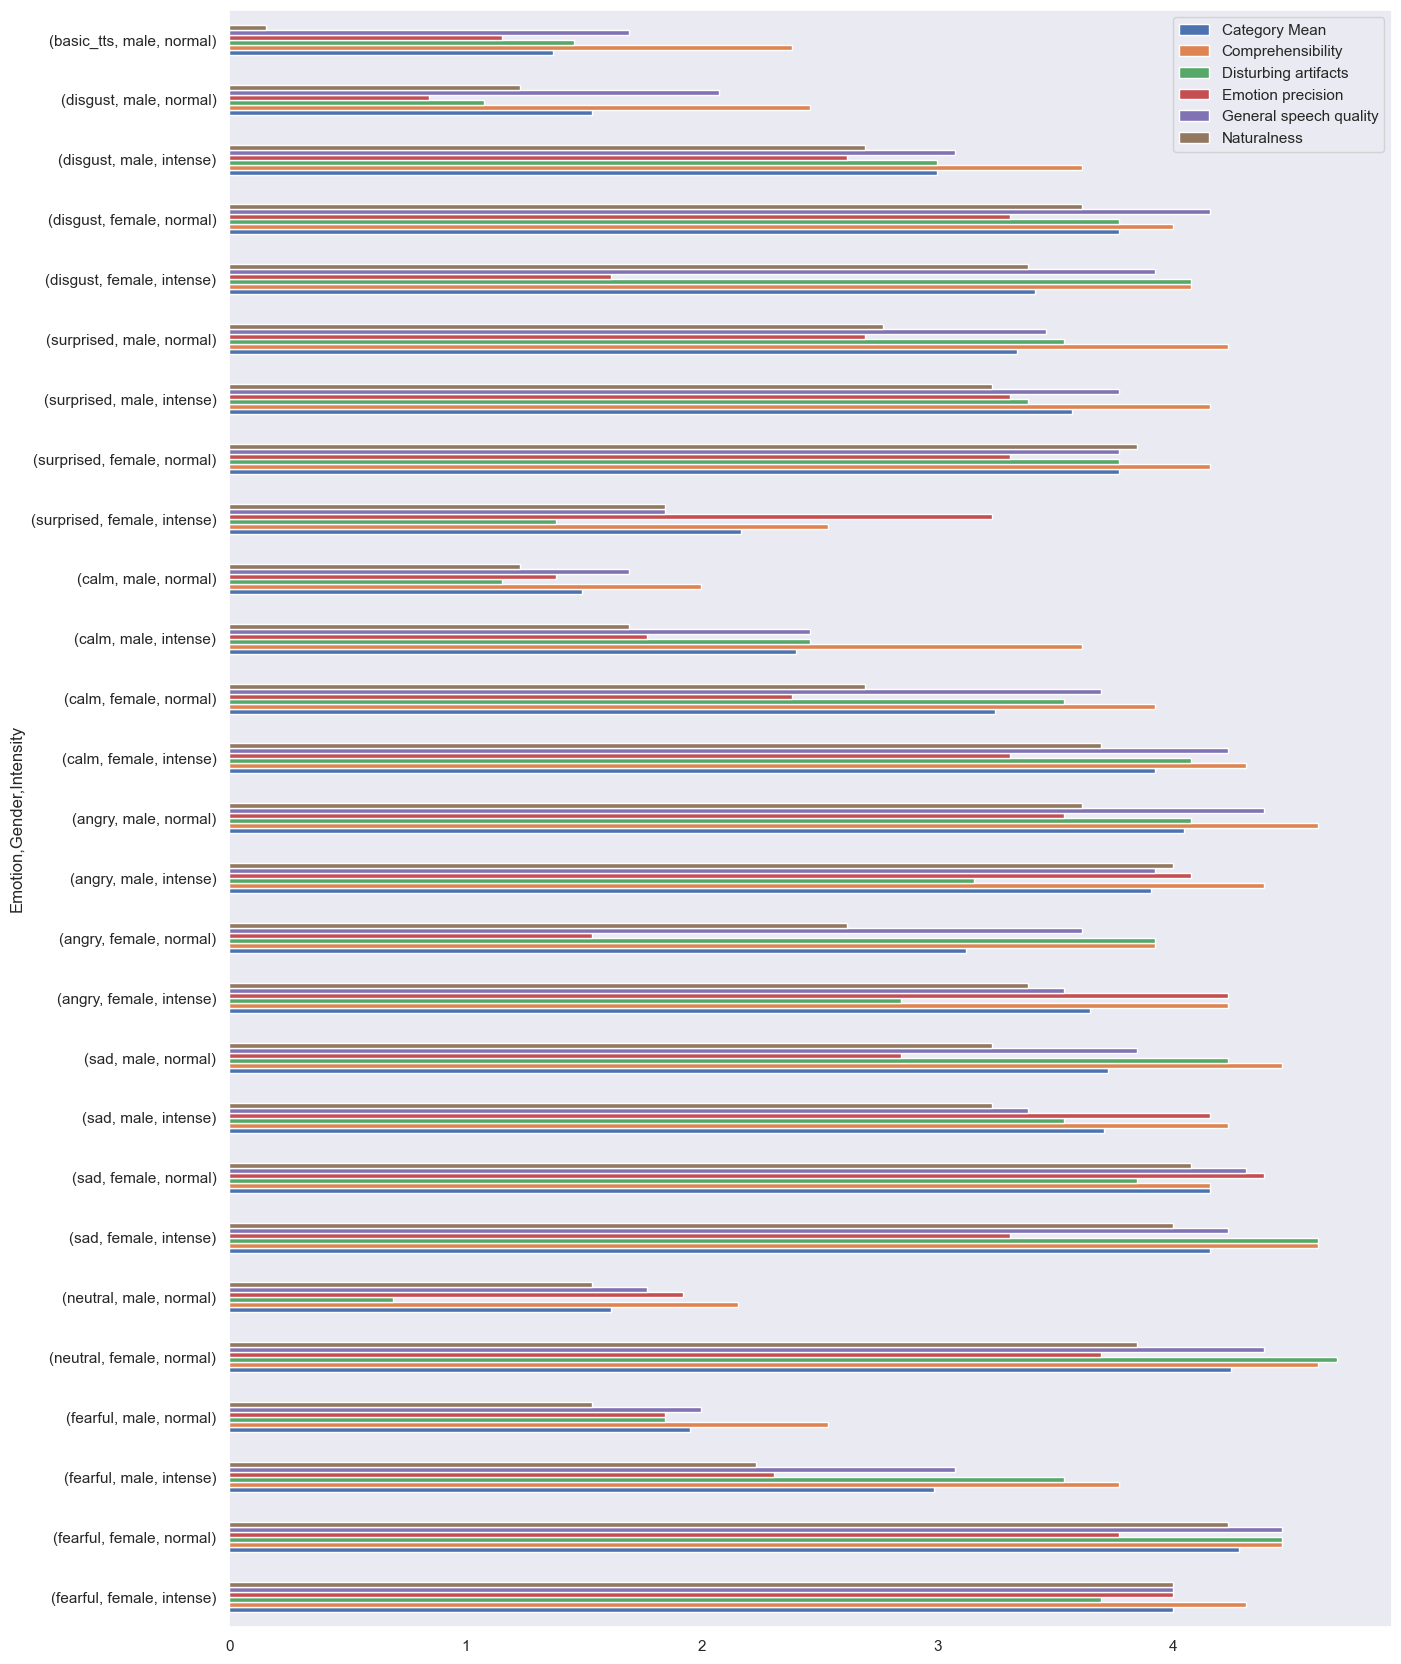 Category Mean
Comprehensibility
Disturbing artifacts
Emotion precision
General speech quality
Naturalness
(basic_tts, male, normal)
(disgust, male, normal)
(disgust, male, intense)
(disgust, female, normal)
(disgust, female, intense)
(surprised, male, normal)
(surprised, male, intense)
(surprised, female, normal)
(surprised, female, intense)
(calm, male, normal)
(calm, male, intense)
(calm, female, normal)
(calm, female, intense)
(angry, male, normal)
(angry, male, intense)
(angry, female, normal)
(angry, female, intense)
(sad, male, normal)
(sad, male, intense)
(sad, female, normal)
(sad, female, intense)
(neutral, male, normal)
(neutral, female, normal)
(fearful, male, normal)
(fearful, male, intense)
(fearful, female, normal)
(fearful, female, intense)
Emotion,Gender,Intensity
0 1 2 3 4